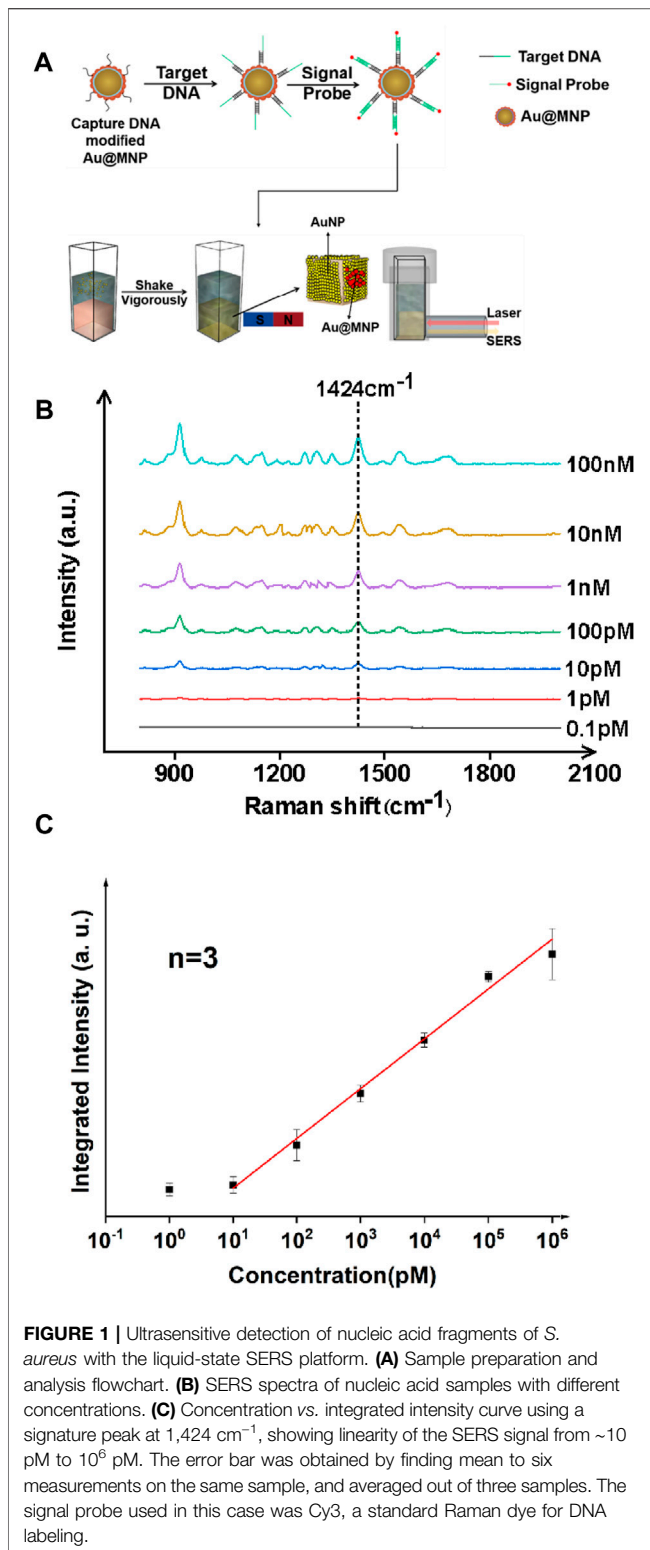 A
Target
DNA
Signal
Probe
Target DNA
Signal Probe
Au@MNP
Capture DNA
modified
Au@MNP
AuNP
Shake
Vigorously
S N
Au@MNP
Laser
SERS
B
1424cm⁻¹
Intensity (a.u.)
100nM
10nM
1nM
100pM
10pM
1pM
0.1pM
900 1200 1500 1800 2100
Raman shift(cm⁻¹)
C
Integrated Intensity (a. u.)
n=3
10⁻¹ 10⁰ 10¹ 10² 10³ 10⁴ 10⁵ 10⁶
Concentration(pM)
FIGURE 1 | Ultrasensitive detection of nucleic acid fragments of S.
aureus with the liquid-state SERS platform. (A) Sample preparation and
analysis flowchart. (B) SERS spectra of nucleic acid samples with different
concentrations. (C) Concentration vs. integrated intensity curve using a
signature peak at 1,424 cm⁻¹, showing linearity of the SERS signal from ~10
pM to 10⁶ pM. The error bar was obtained by finding mean to six
measurements on the same sample, and averaged out of three samples. The
signal probe used in this case was Cy3, a standard Raman dye for DNA
labeling.